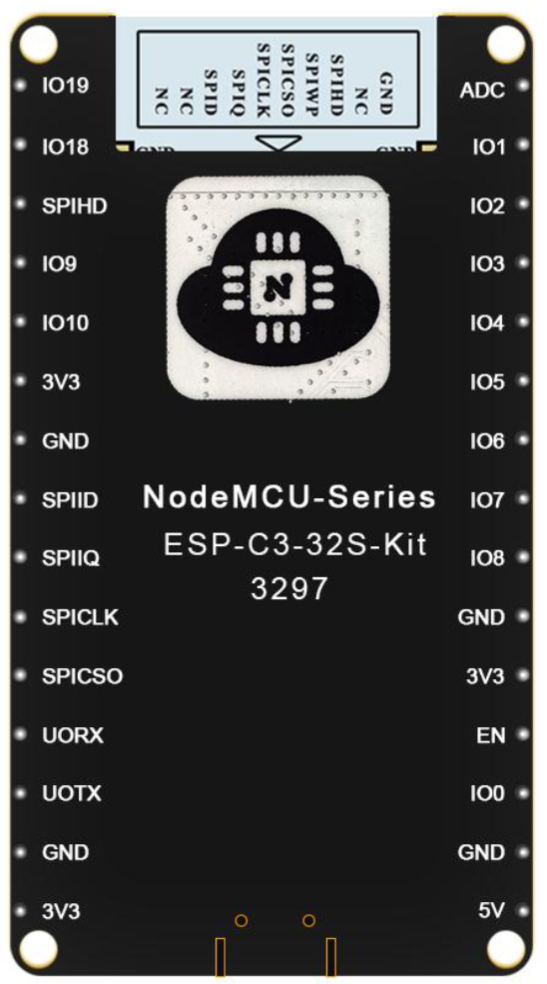 NC
NC
SPID
SPIQ
SPICLK
SPICSO
SPIWP
SPIHD
NC
GND
GND
GND
IO19
ADC
IO18
IO1
SPIHD
IO2
IO9
IO3
IO10
IO4
3V3
IO5
GND
IO6
N
NodeMCU-Series
ESP-C3-32S-Kit
3297
SPIID
IO7
SPIIQ
IO8
SPICLK
GND
SPICSO
3V3
UORX
EN
UOTX
IO0
GND
GND
3V3
5V